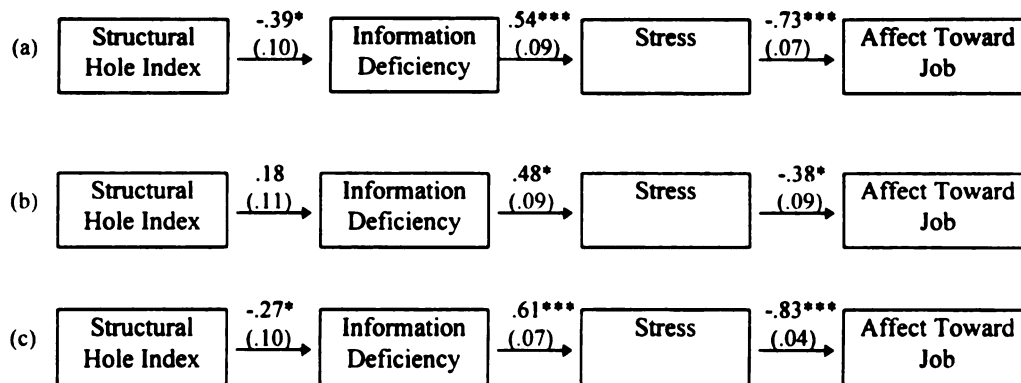 -.39* .54*** -.73***
(a) Structural (.10) Information (.09) Stress (.07) Affect Toward
Hole Index Deficiency Job
.18 .48* -.38*
(b) Structural (.11) Information (.09) Stress (.09) Affect Toward
Hole Index Deficiency Job
-.27* .61*** -.83***
(c) Structural (.10) Information (.07) Stress (.04) Affect Toward
Hole Index Deficiency Job